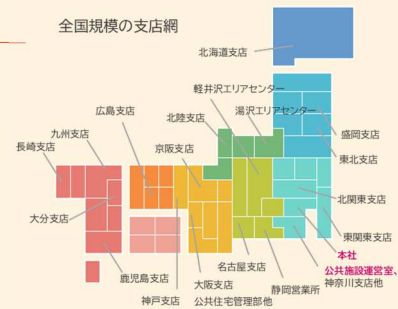 全国規模の支店網
北海道支店
軽井沢エリアセンター
広島支店
北陸支店
湯沢エリアセンター
九州支店
京阪支店
盛岡支店
長崎支店
東北支店
北関東支店
大分支店
東関東支店
本社
名古屋支店
公共施設運営室、
鹿児島支店
大阪支店
静岡営業所
神奈川支店他
神戸支店
公共住宅管理部他